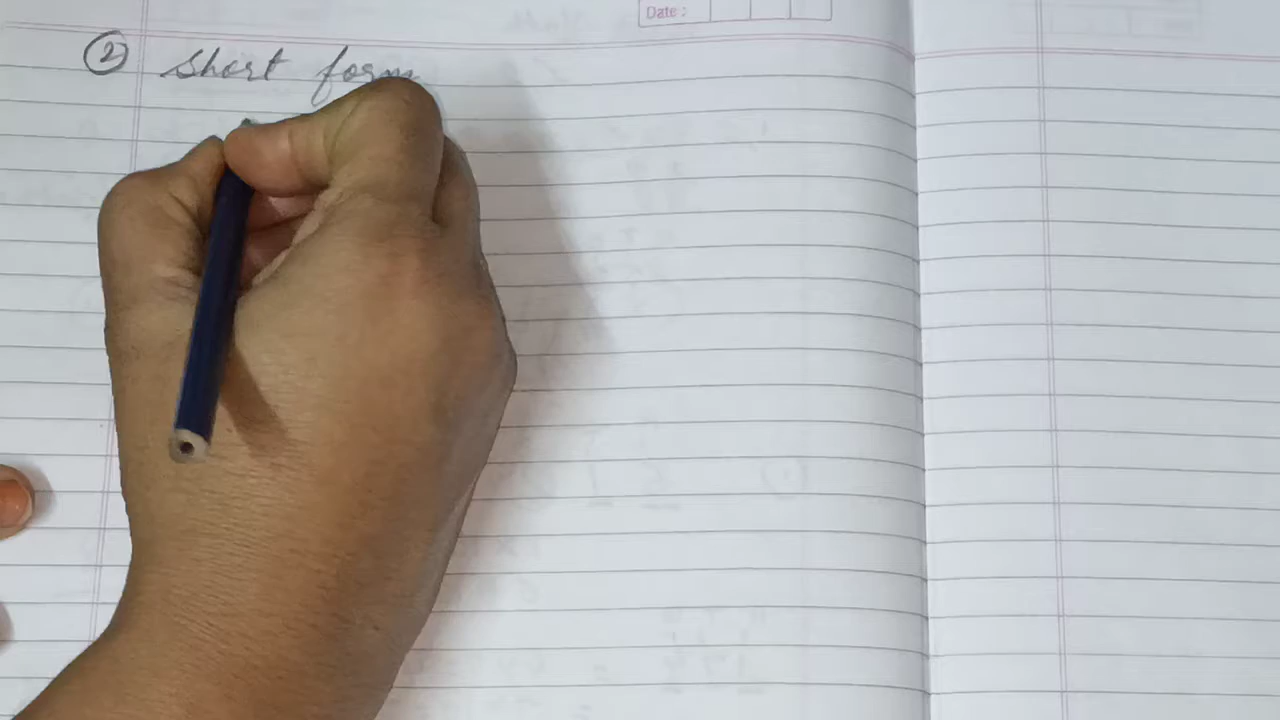 Date :
② Short form